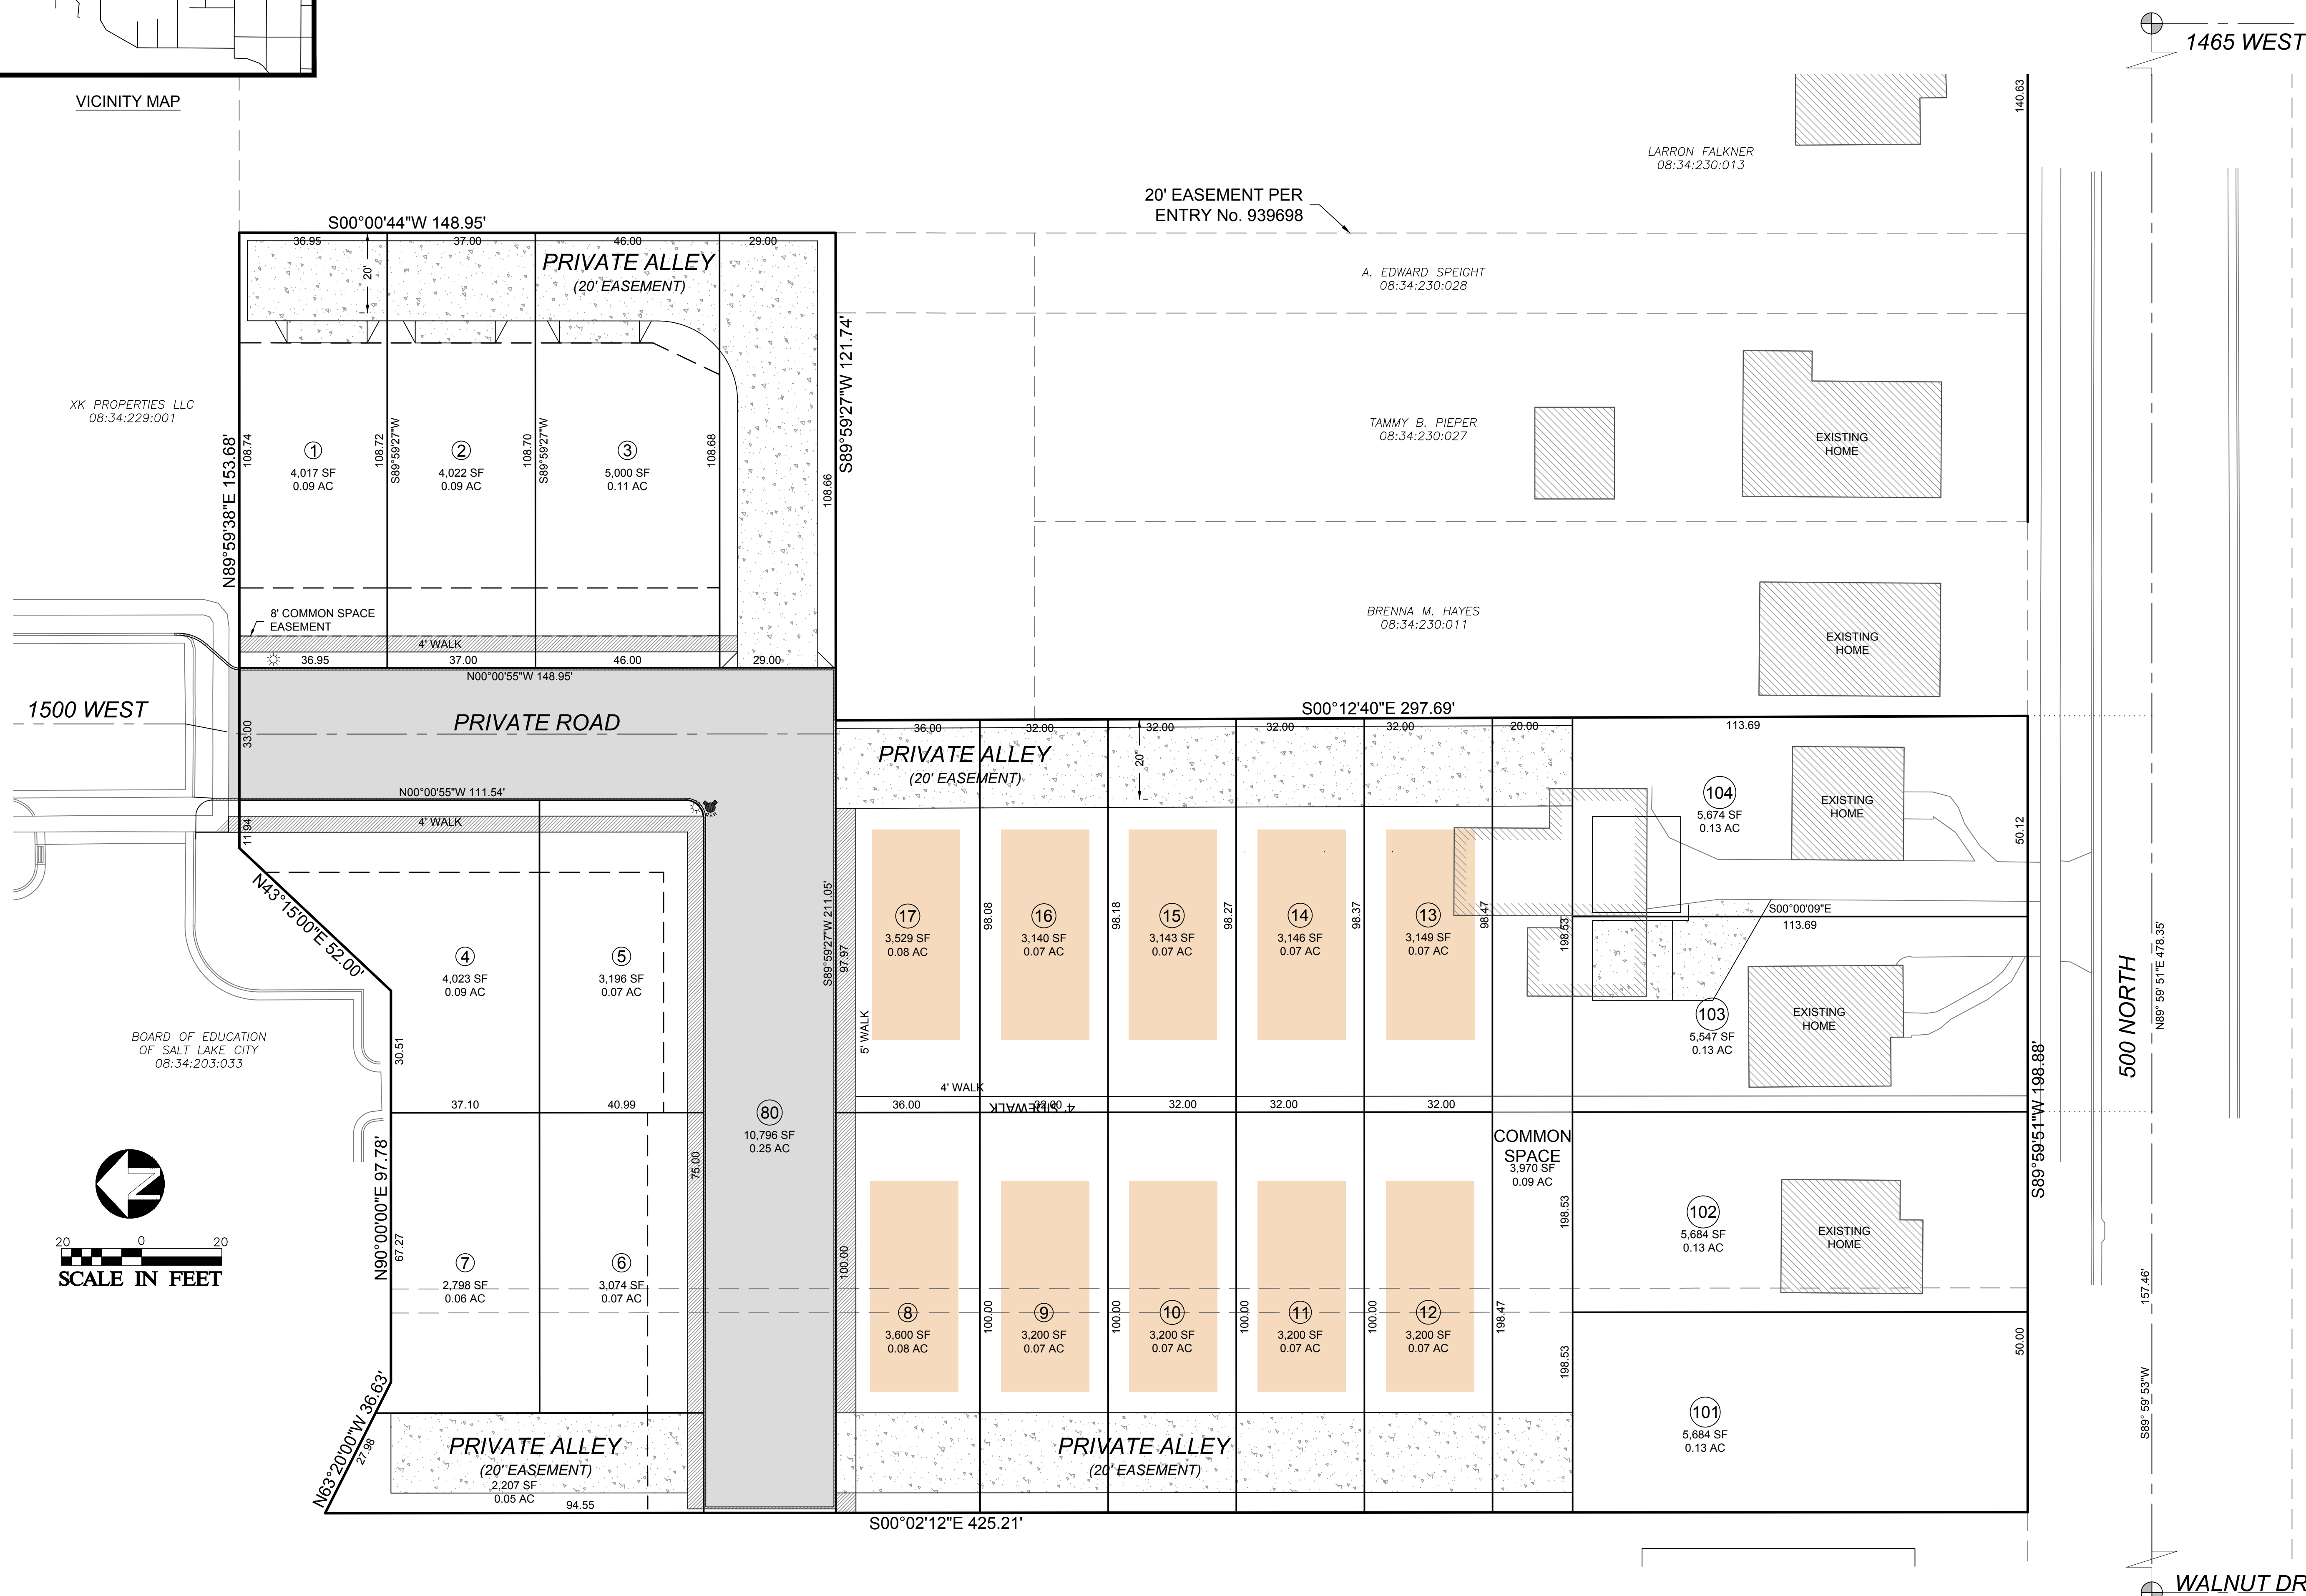 VICINITY MAP
1465 WEST
140.63
LARRON FALKNER
08:34:230:013
20' EASEMENT PER
ENTRY No. 939698
S00°00'44"W 148.95'
36.95
37.00
46.00
29.00
20'
PRIVATE ALLEY
(20' EASEMENT)
A. EDWARD SPEIGHT
08:34:230:028
XK PROPERTIES LLC
08:34:229:001
N89°59'38"E 153.68'
108.74
1
4,017 SF
0.09 AC
108.72
S89°59'27"W
2
4,022 SF
0.09 AC
108.70
S89°59'27"W
3
5,000 SF
0.11 AC
108.68
108.66
S89°59'27"W 121.74'
TAMMY B. PIEPER
08:34:230:027
EXISTING
HOME
BRENNA M. HAYES
08:34:230:011
EXISTING
HOME
8' COMMON SPACE
EASEMENT
4' WALK
36.95
37.00
46.00
29.00
N00°00'55"W 148.95'
1500 WEST
33.00
PRIVATE ROAD
N00°00'55"W 111.54'
11.94
4' WALK
S00°12'40"E 297.69'
36.00
32.00
32.00
32.00
32.00
20.00
113.69
PRIVATE ALLEY
(20' EASEMENT)
20'
104
5,674 SF
0.13 AC
EXISTING
HOME
50.12
N43°15'00"E 52.00'
4
4,023 SF
0.09 AC
5
3,196 SF
0.07 AC
S89°59'27"W 211.05'
97.97
17
3,529 SF
0.08 AC
98.08
16
3,140 SF
0.07 AC
98.18
15
3,143 SF
0.07 AC
98.27
14
3,146 SF
0.07 AC
98.37
13
3,149 SF
0.07 AC
98.47
198.53
S00°00'09"E
113.69
103
5,547 SF
0.13 AC
EXISTING
HOME
500 NORTH
N89° 59' 51"E 478.35'
BOARD OF EDUCATION
OF SALT LAKE CITY
08:34:203:033
30.51
5' WALK
4' WALK
4' SIDEWALK
37.10
40.99
36.00
32.00
32.00
32.00
32.00
80
10,796 SF
0.25 AC
COMMON
SPACE
3,970 SF
0.09 AC
198.53
S89°59'51"W 198.88'
N90°00'00"E 97.78'
67.27
75.00
100.00
7
2,798 SF
0.06 AC
6
3,074 SF
0.07 AC
20 0 20
SCALE IN FEET
N
102
5,684 SF
0.13 AC
EXISTING
HOME
157.46'
8
3,600 SF
0.08 AC
100.00
9
3,200 SF
0.07 AC
100.00
10
3,200 SF
0.07 AC
100.00
11
3,200 SF
0.07 AC
100.00
12
3,200 SF
0.07 AC
198.47
198.53
50.00
101
5,684 SF
0.13 AC
S89° 59' 53"W
N63°20'00"W 36.63'
27.98
PRIVATE ALLEY
(20' EASEMENT)
2,207 SF
0.05 AC
94.55
PRIVATE ALLEY
(20' EASEMENT)
S00°02'12"E 425.21'
WALNUT DR